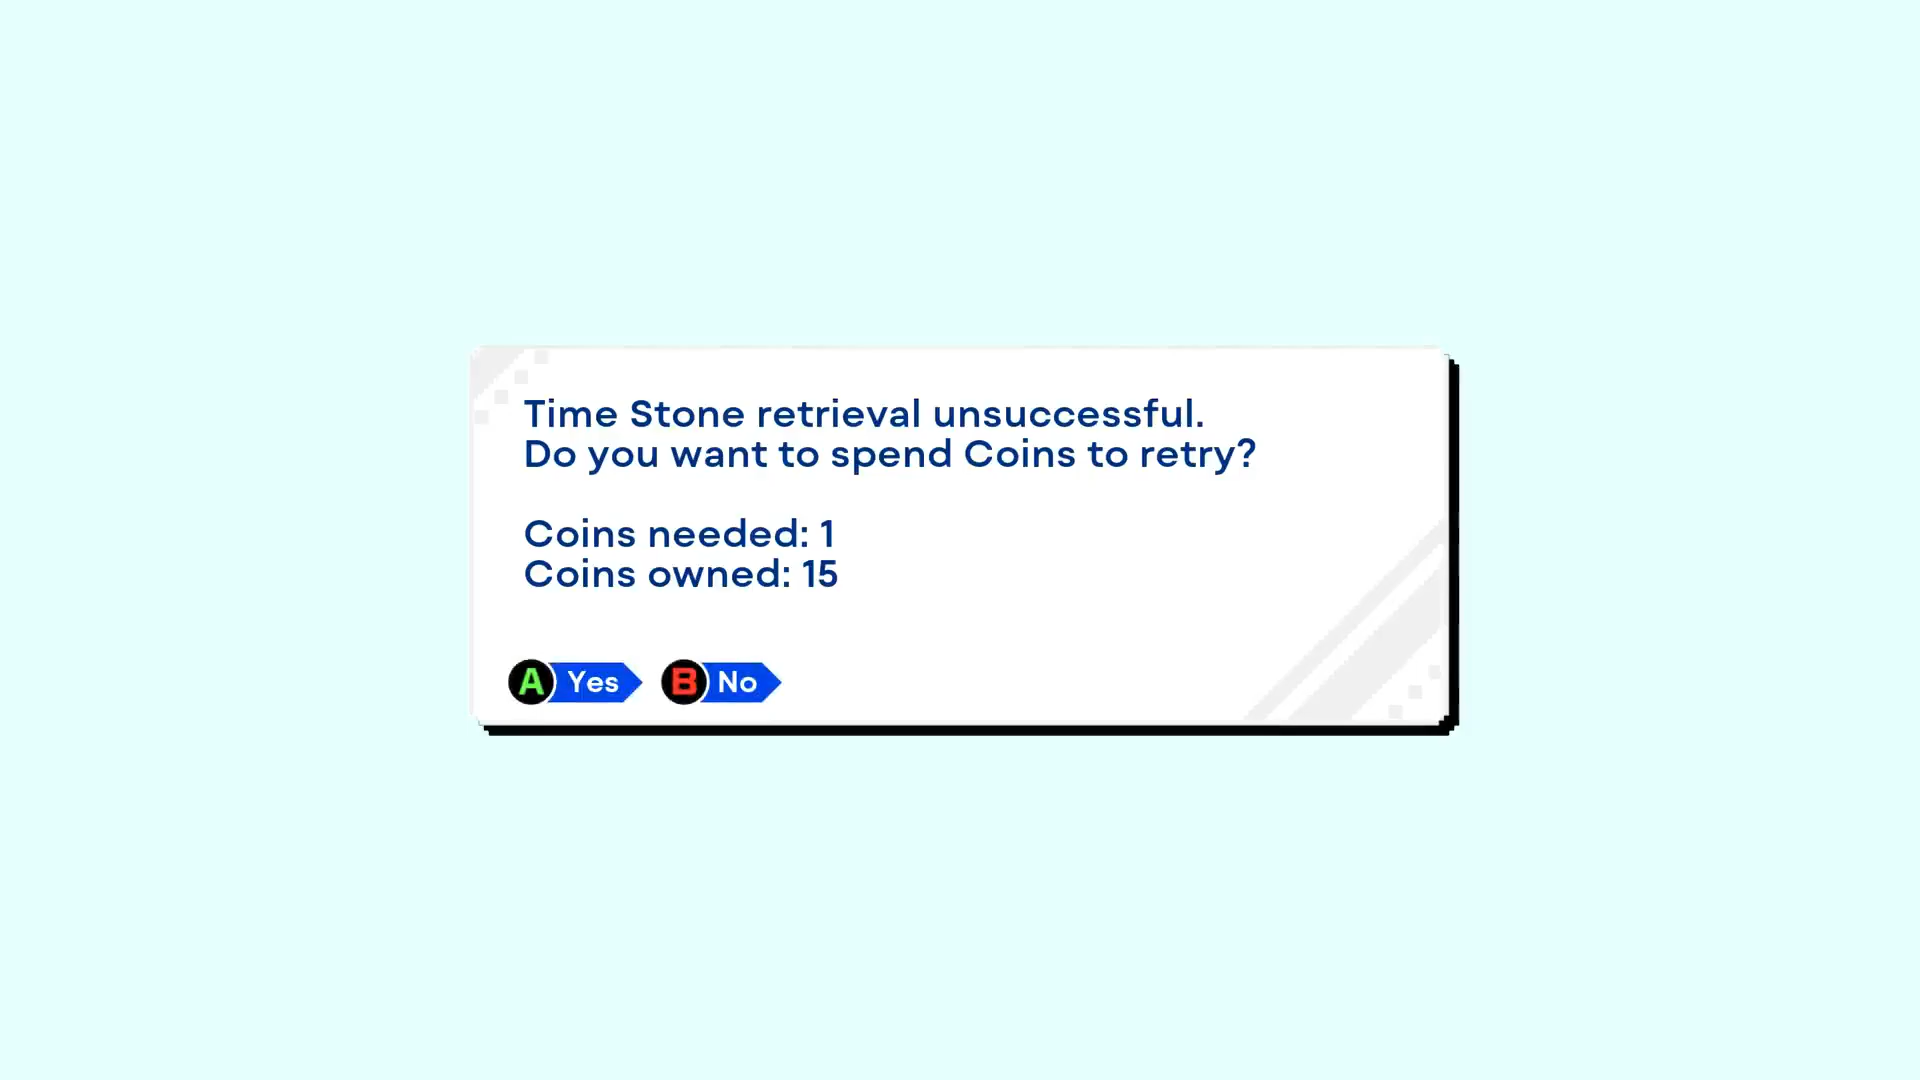 Time Stone retrieval unsuccessful.
Do you want to spend Coins to retry?
Coins needed: 1
Coins owned: 15
A Yes B No